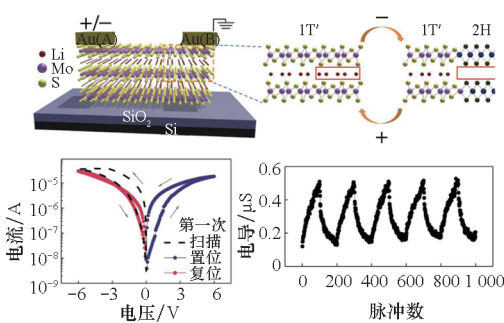 +/−
Au(A)
Au(B)
Li
Mo
S
SiO2
Si
1T′
−
1T′
2H
+
电流/A
10−5
10−6
10−7
10−8
10−9
第一次
扫描
置位
复位
−6
−3
0
3
6
电压/V
电导/μS
0.6
0.4
0.2
0
200
400
600
800
1 000
脉冲数